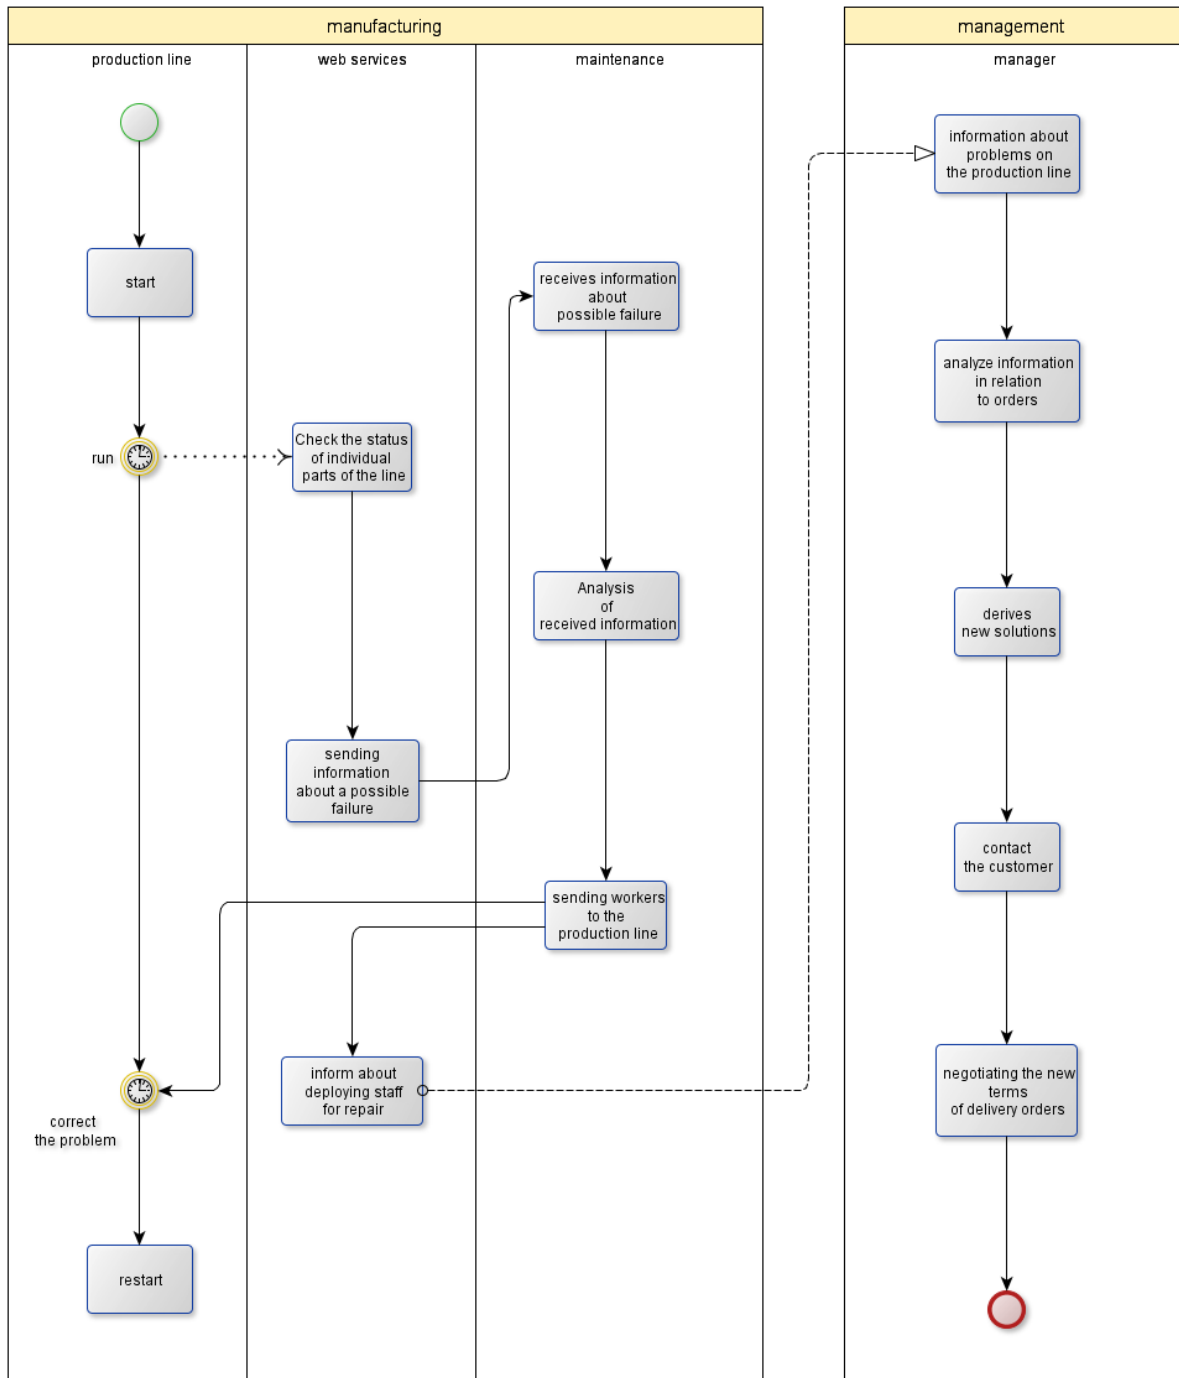 manufacturing
management
production line
web services
maintenance
manager
information about
problems on
the production line
start
receives information
about
possible failure
analyze information
in relation
to orders
run
Check the status
of individual
parts of the line
Analysis
of
received information
derives
new solutions
sending
information
about a possible
failure
contact
the customer
sending workers
to the
production line
inform about
deploying staff
for repair
negotiating the new
terms
of delivery orders
correct
the problem
restart